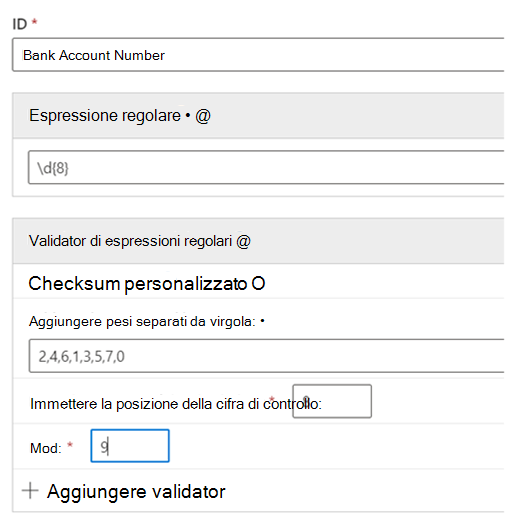 ID *
Bank Account Number
Espressione regolare • @
\d{8}
Validator di espressioni regolari @
Checksum personalizzato O
Aggiungere pesi separati da virgola: •
2,4,6,1,3,5,7,0
Immettere la posizione della cifra di controllo: *
Mod: * 9
+ Aggiungere validator